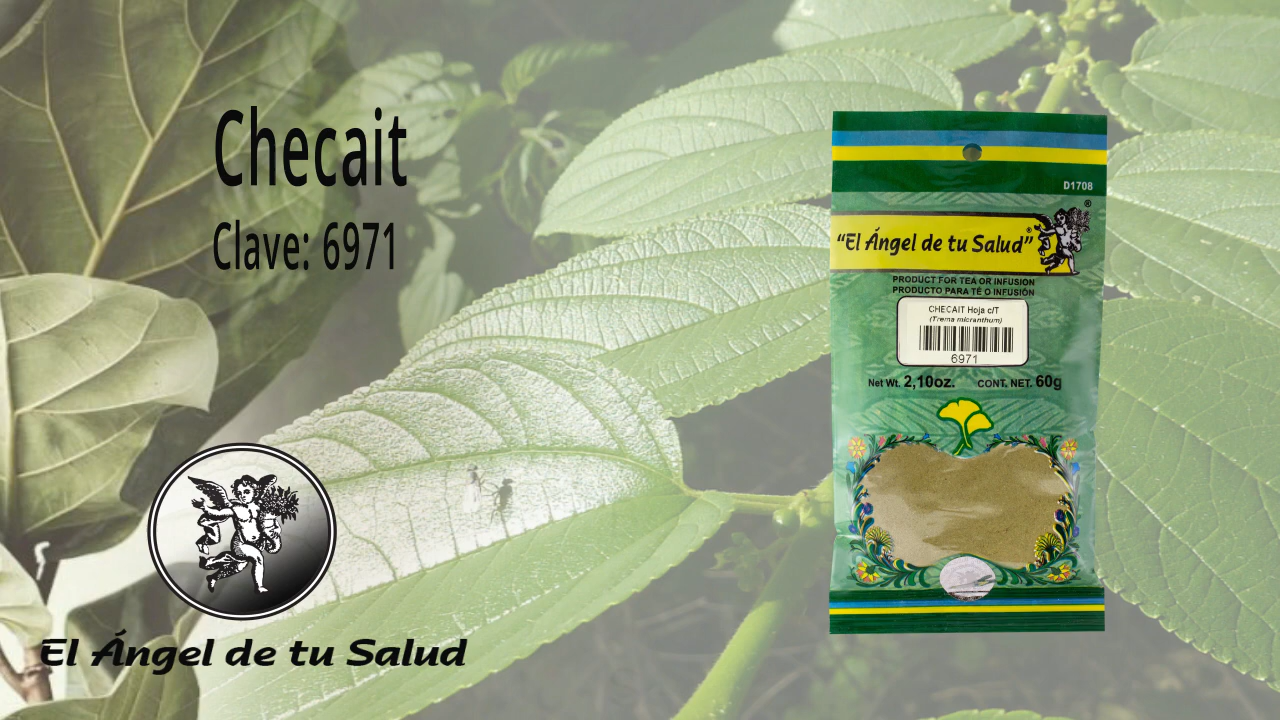 Checait
Clave: 6971
El Ángel de tu Salud
D1708
"El Ángel de tu Salud"®
®
PRODUCT FOR TEA OR INFUSION
PRODUCTO PARA TÉ O INFUSIÓN
CHECAIT Hoja c/T
(Trema micranthum)
6971
Net Wt. 2,10oz. CONT. NET. 60g